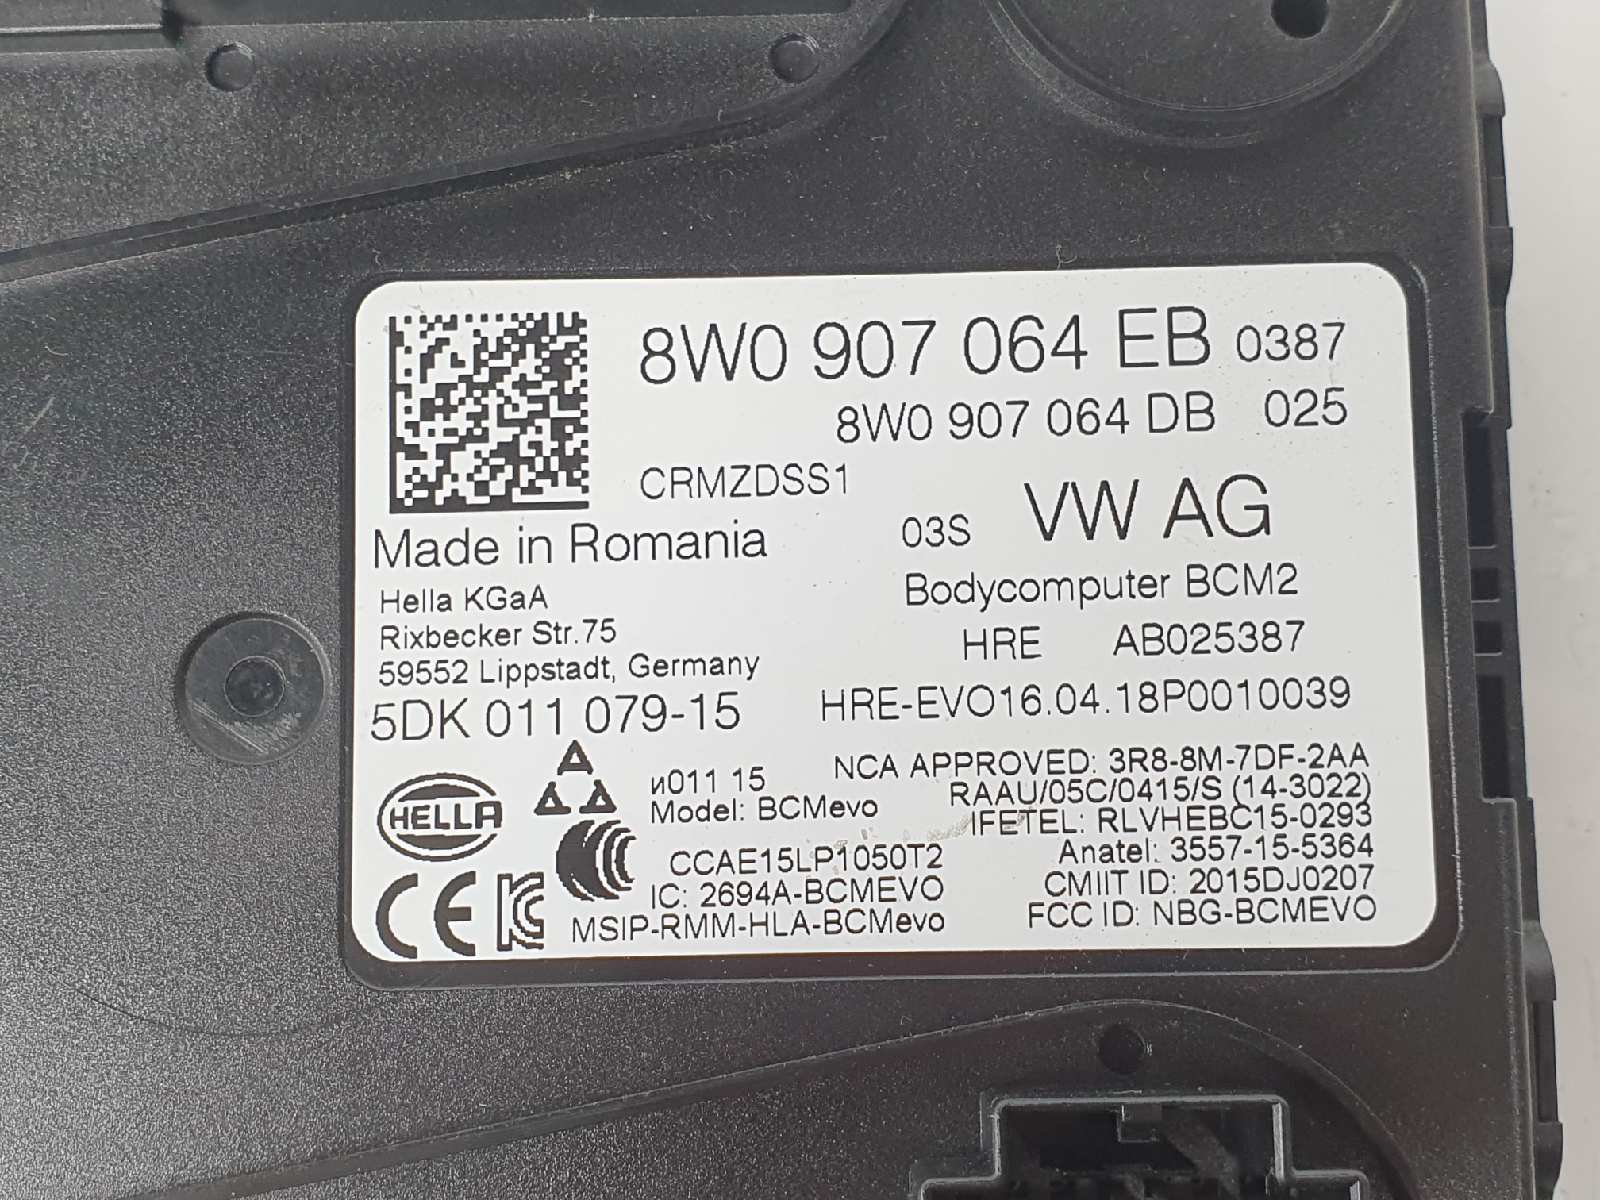 8W0 907 064 EB 0387
8W0 907 064 DB 025
CRMZDSS1
03S VW AG
Made in Romania
Bodycomputer BCM2
Hella KGaA
Rixbecker Str.75
59552 Lippstadt, Germany
HRE AB025387
5DK 011 079-15
HRE-EVO16.04.18P0010039
HELLA
и011 15
Model: BCMevo
NCA APPROVED: 3R8-8M-7DF-2AA
RAAU/05C/0415/S (14-3022)
IFETEL: RLVHEBC15-0293
Anatel: 3557-15-5364
CCAE15LP1050T2
IC: 2694A-BCMEVO
CMIIT ID: 2015DJ0207
MSIP-RMM-HLA-BCMevo
FCC ID: NBG-BCMEVO
CE